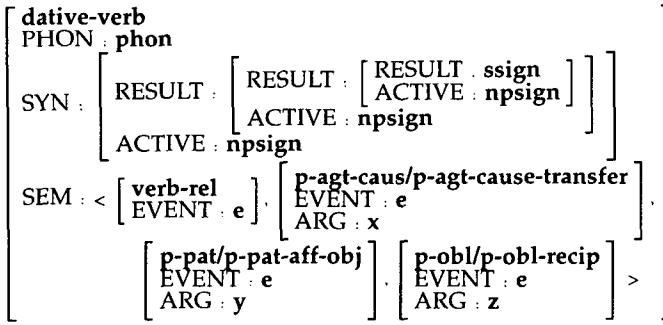 dative-verb
PHON : phon
SYN : RESULT : RESULT : RESULT . ssign
ACTIVE : npsign
ACTIVE : npsign
ACTIVE : npsign
SEM : < [ verb-rel EVENT : e ] , [ p-agt-caus/p-agt-cause-transfer EVENT : e ARG : x ] ,
[ p-pat/p-pat-aff-obj EVENT : e ARG : y ] , [ p-obl/p-obl-recip EVENT : e ARG : z ] >